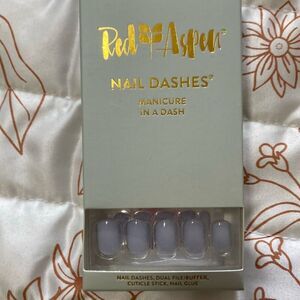 Red Aspen®
NAIL DASHES®
MANICURE
IN A DASH
NAIL DASHES, DUAL FILE/BUFFER,
CUTICLE STICK, NAIL GLUE